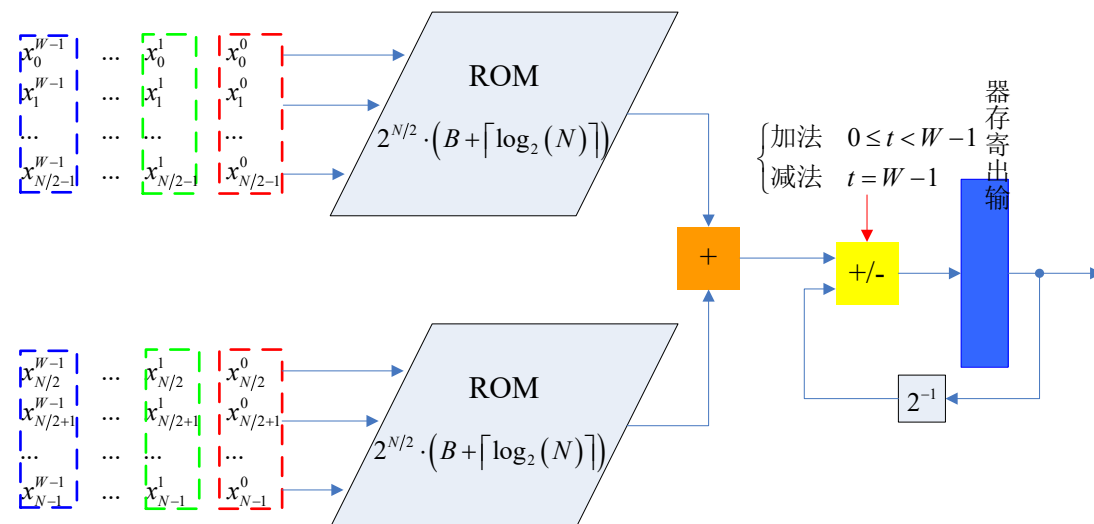 x_0^{W-1} ... x_0^1 x_0^0
x_1^{W-1} ... x_1^1 x_1^0
... ... ...
x_{N/2-1}^{W-1} ... x_{N/2-1}^1 x_{N/2-1}^0
ROM
2^{N/2}·(B+⌈log_2(N)⌉)
{加法 0≤t<W−1
减法 t=W−1
器存寄出输
+
+/-
2^{-1}
x_{N/2}^{W-1} ... x_{N/2}^1 x_{N/2}^0
x_{N/2+1}^{W-1} ... x_{N/2+1}^1 x_{N/2+1}^0
... ... ... ...
x_{N-1}^{W-1} ... x_{N-1}^1 x_{N-1}^0
ROM
2^{N/2}·(B+⌈log_2(N)⌉)